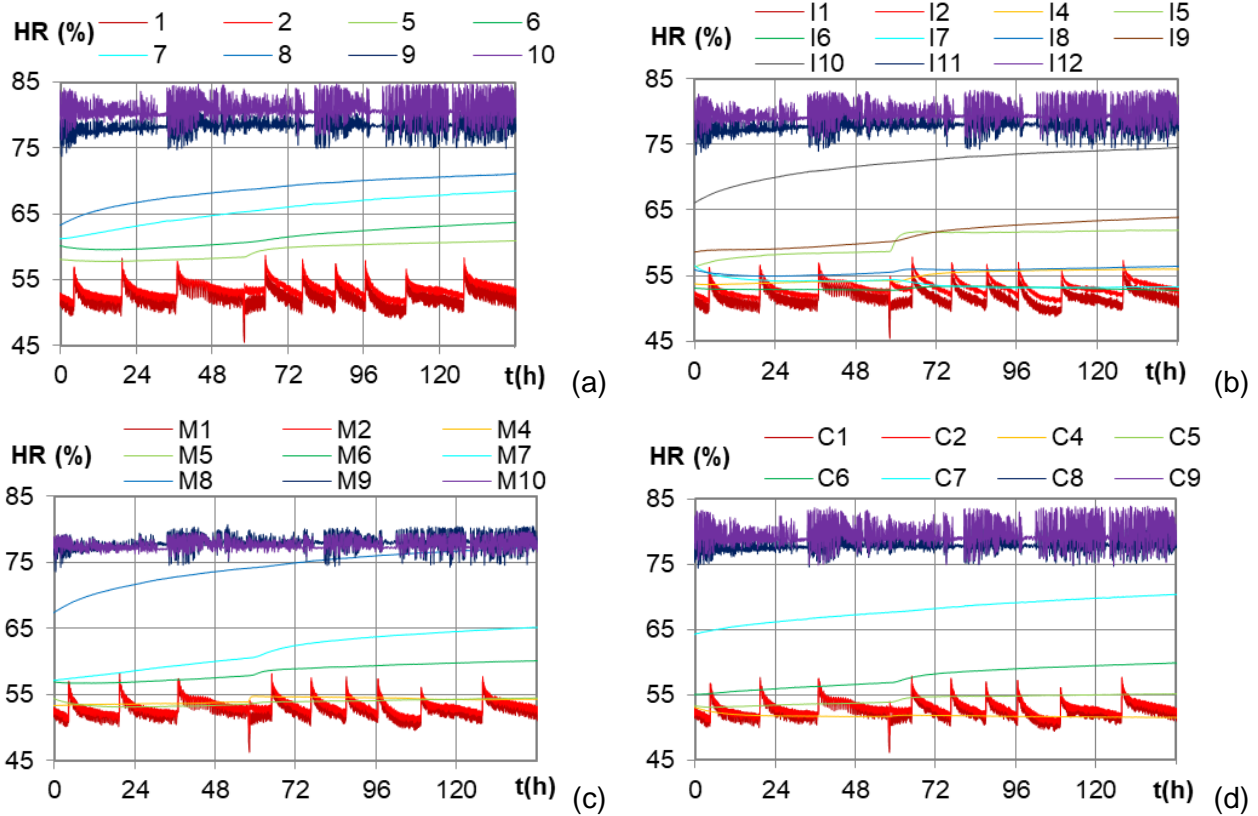 1 2 5 6
HR (%)
7 8 9 10
85
75
65
55
45
0 24 48 72 96 120 t(h)
(a)
I1 I2 I4 I5
HR (%)
I6 I7 I8 I9
I10 I11 I12
85
75
65
55
45
0 24 48 72 96 120 t(h)
(b)
M1 M2 M4
HR (%)
M5 M6 M7
M8 M9 M10
85
75
65
55
45
0 24 48 72 96 120 t(h)
(c)
C1 C2 C4 C5
HR (%)
C6 C7 C8 C9
85
75
65
55
45
0 24 48 72 96 120 t(h)
(d)